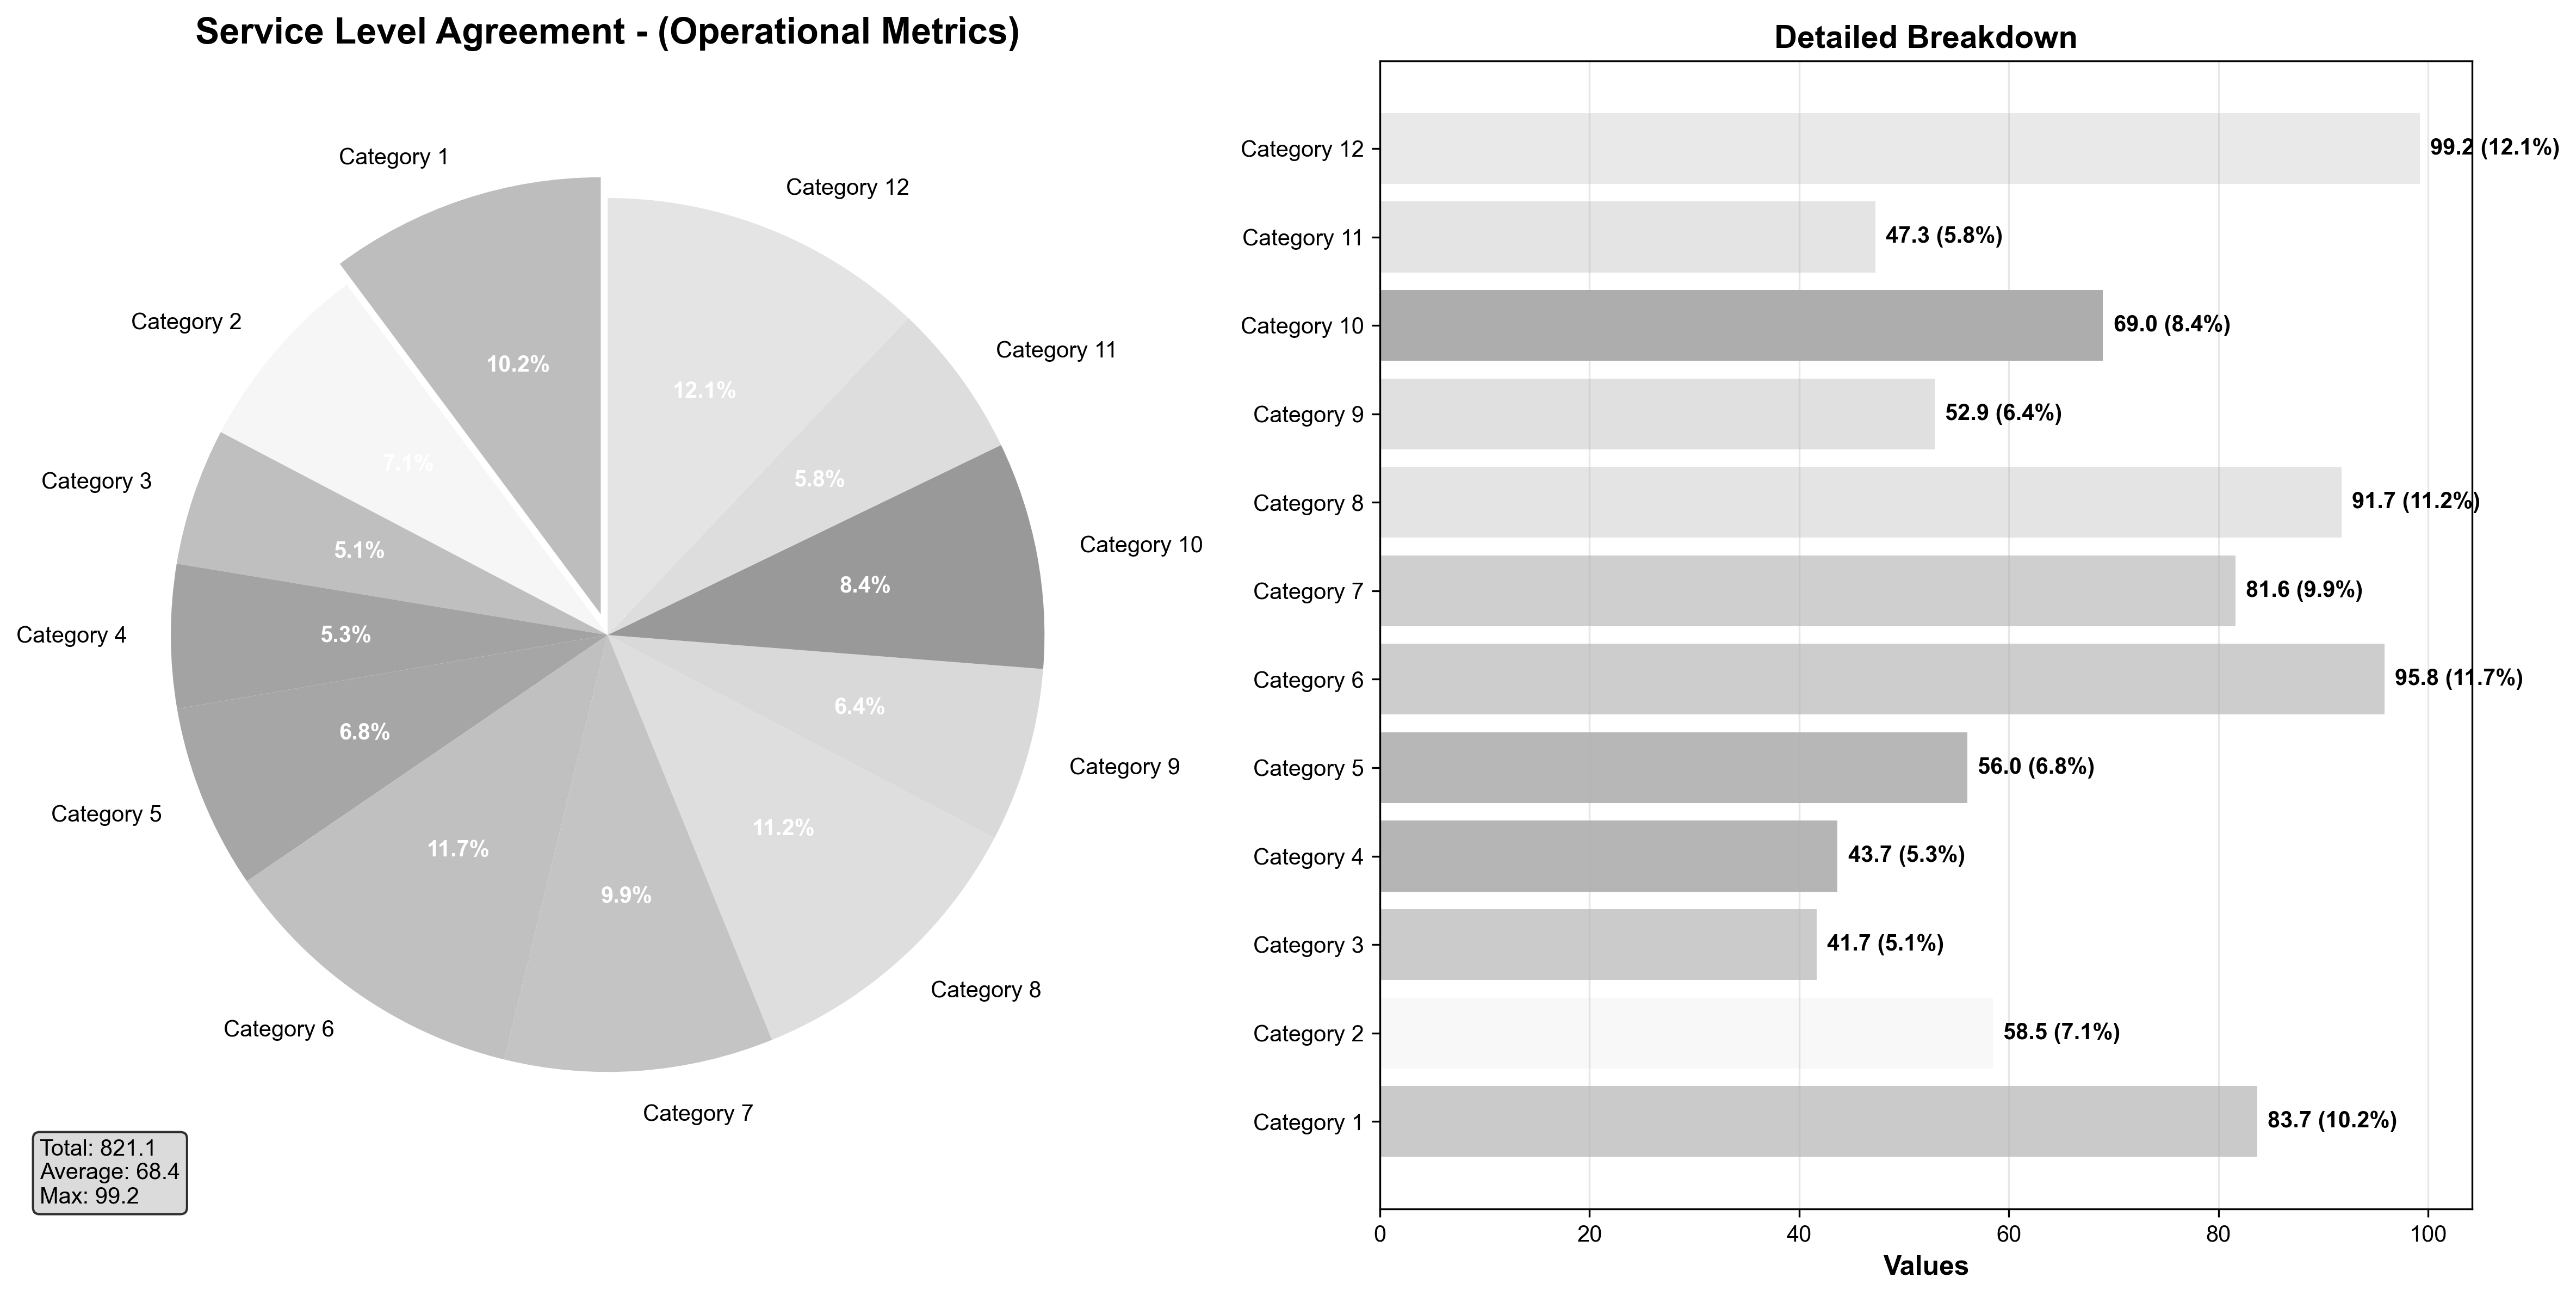 Service Level Agreement - (Operational Metrics)
Category 1
Category 2
Category 3
Category 4
Category 5
Category 6
Category 7
Category 8
Category 9
Category 10
Category 11
Category 12
10.2%
7.1%
5.1%
5.3%
6.8%
11.7%
9.9%
11.2%
6.4%
8.4%
5.8%
12.1%
Total: 821.1
Average: 68.4
Max: 99.2
Detailed Breakdown
Category 12
99.2 (12.1%)
Category 11
47.3 (5.8%)
Category 10
69.0 (8.4%)
Category 9
52.9 (6.4%)
Category 8
91.7 (11.2%)
Category 7
81.6 (9.9%)
Category 6
95.8 (11.7%)
Category 5
56.0 (6.8%)
Category 4
43.7 (5.3%)
Category 3
41.7 (5.1%)
Category 2
58.5 (7.1%)
Category 1
83.7 (10.2%)
0 20 40 60 80 100
Values